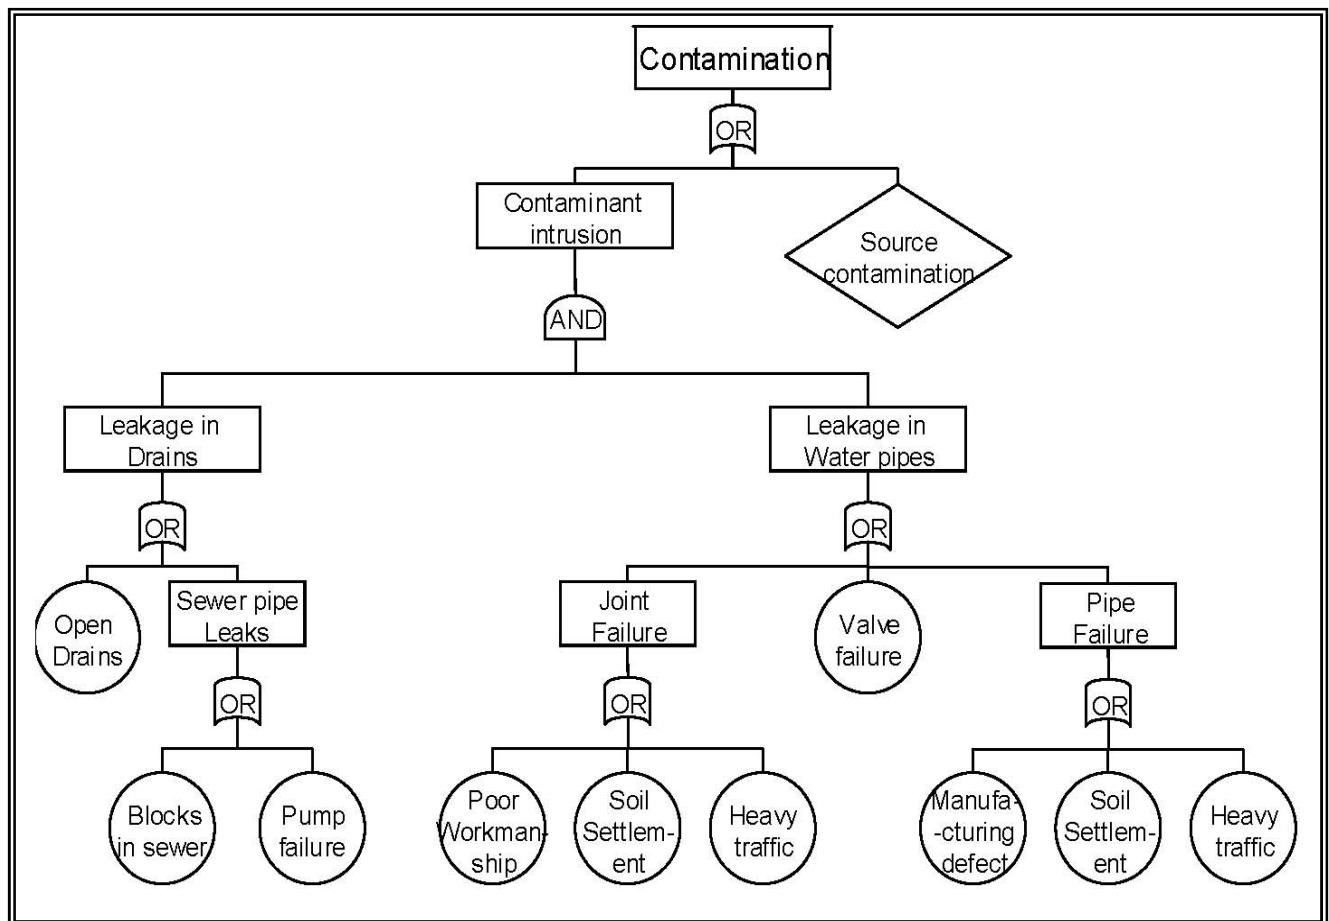 Contamination
OR
Contaminant
intrusion
Source
contamination
AND
Leakage in
Drains
Leakage in
Water pipes
OR
OR
Open
Drains
Sewer pipe
Leaks
Joint
Failure
Valve
failure
Pipe
Failure
OR
OR
OR
Blocks
in sewer
Pump
failure
Poor
Workman-
ship
Soil
Settlem-
ent
Heavy
traffic
Manufa-
-cturing
defect
Soil
Settlem-
ent
Heavy
traffic